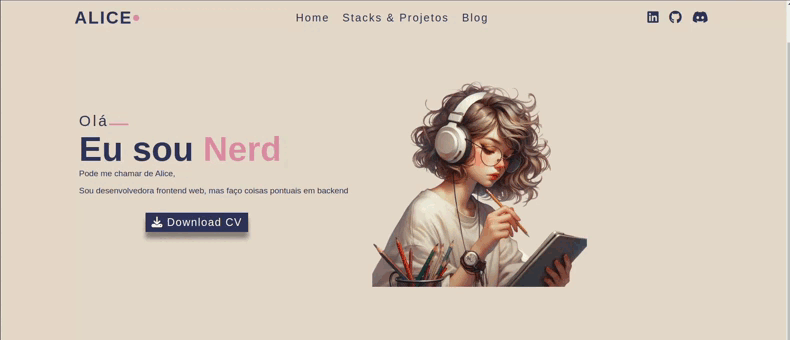 ALICE
Home Stacks & Projetos Blog
Olá
Eu sou Nerd
Pode me chamar de Alice,
Sou desenvolvedora frontend web, mas faço coisas pontuais em backend
Download CV